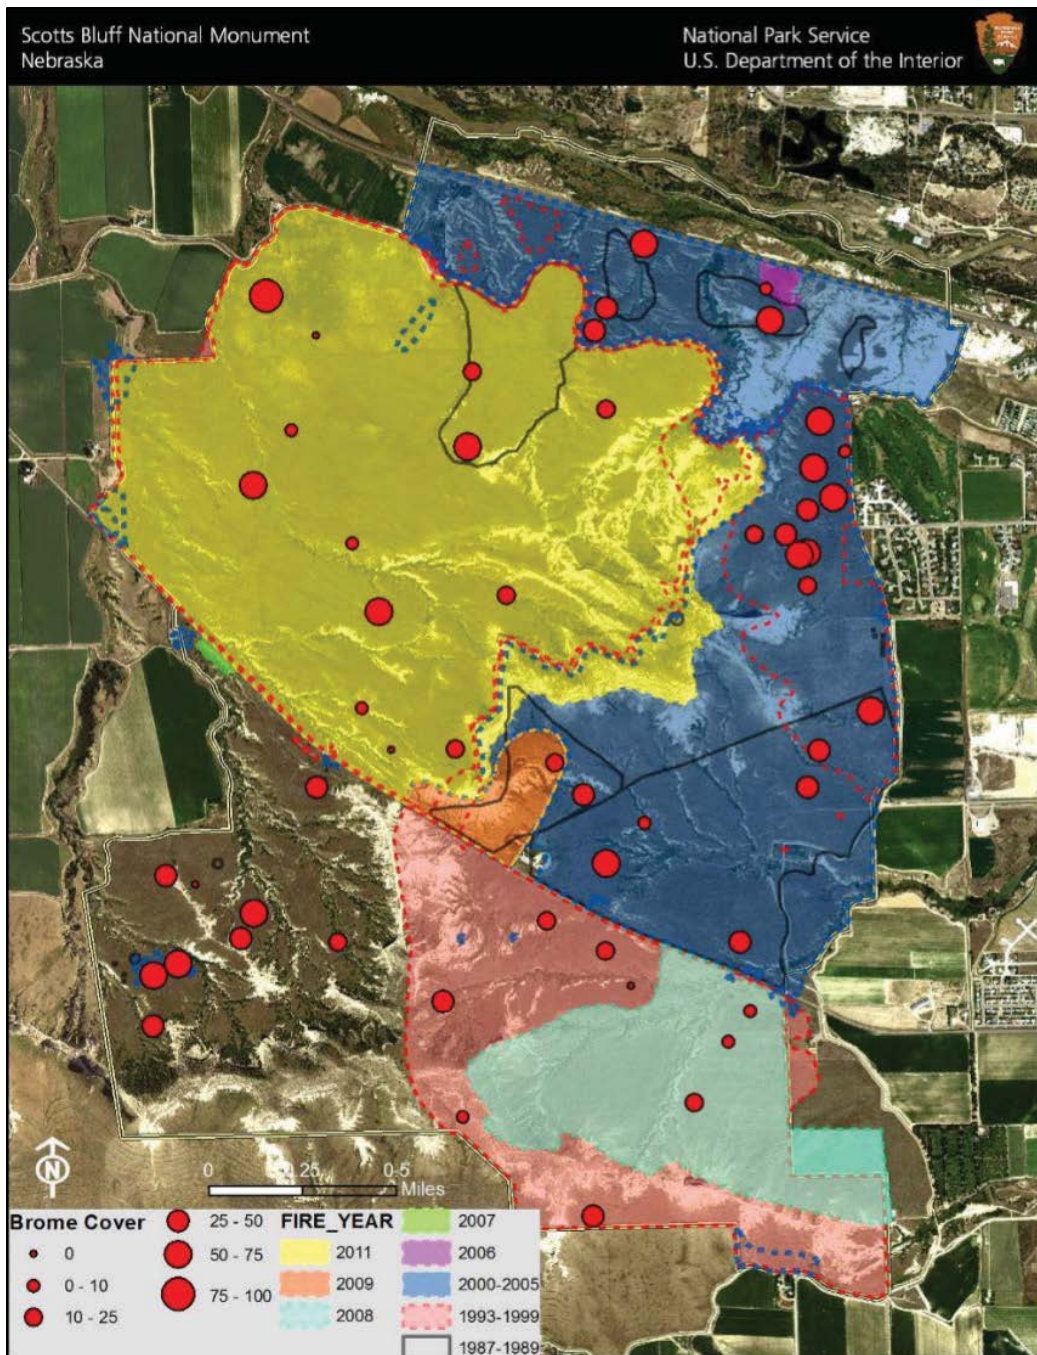 Scotts Bluff National Monument
Nebraska
National Park Service
U.S. Department of the Interior
N
0 0.25 0.5
Miles
Brome Cover
0
0 - 10
10 - 25
25 - 50
50 - 75
75 - 100
FIRE_YEAR
2011
2009
2008
2007
2006
2000-2005
1993-1999
1987-1989